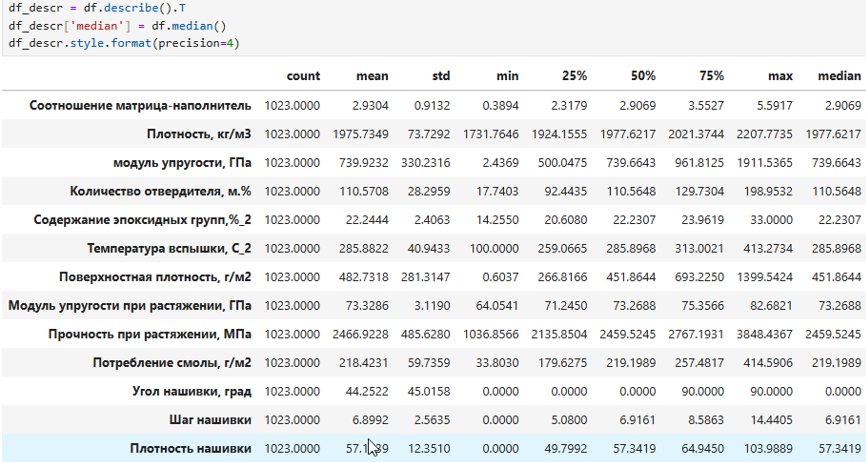 df_descr = df.describe().T
df_descr['median'] = df.median()
df_descr.style.format(precision=4)
count mean std min 25% 50% 75% max median
Соотношение матрица-наполнитель 1023.0000 2.9304 0.9132 0.3894 2.3179 2.9069 3.5527 5.5917 2.9069
Плотность, кг/м3 1023.0000 1975.7349 73.7292 1731.7646 1924.1555 1977.6217 2021.3744 2207.7735 1977.6217
модуль упругости, ГПа 1023.0000 739.9232 330.2316 2.4369 500.0475 739.6643 961.8125 1911.5365 739.6643
Количество отвердителя, м.% 1023.0000 110.5708 28.2959 17.7403 92.4435 110.5648 129.7304 198.9532 110.5648
Содержание эпоксидных групп,%_2 1023.0000 22.2444 2.4063 14.2550 20.6080 22.2307 23.9619 33.0000 22.2307
Температура вспышки, С_2 1023.0000 285.8822 40.9433 100.0000 259.0665 285.8968 313.0021 413.2734 285.8968
Поверхностная плотность, г/м2 1023.0000 482.7318 281.3147 0.6037 266.8166 451.8644 693.2250 1399.5424 451.8644
Модуль упругости при растяжении, ГПа 1023.0000 73.3286 3.1190 64.0541 71.2450 73.2688 75.3566 82.6821 73.2688
Прочность при растяжении, МПа 1023.0000 2466.9228 485.6280 1036.8566 2135.8504 2459.5245 2767.1931 3848.4367 2459.5245
Потребление смолы, г/м2 1023.0000 218.4231 59.7359 33.8030 179.6275 219.1989 257.4817 414.5906 219.1989
Угол нашивки, град 1023.0000 44.2522 45.0158 0.0000 0.0000 0.0000 90.0000 90.0000 0.0000
Шаг нашивки 1023.0000 6.8992 2.5635 0.0000 5.0800 6.9161 8.5863 14.4405 6.9161
Плотность нашивки 1023.0000 12.3510 0.0000 49.7992 57.3419 64.9450 103.9889 57.3419